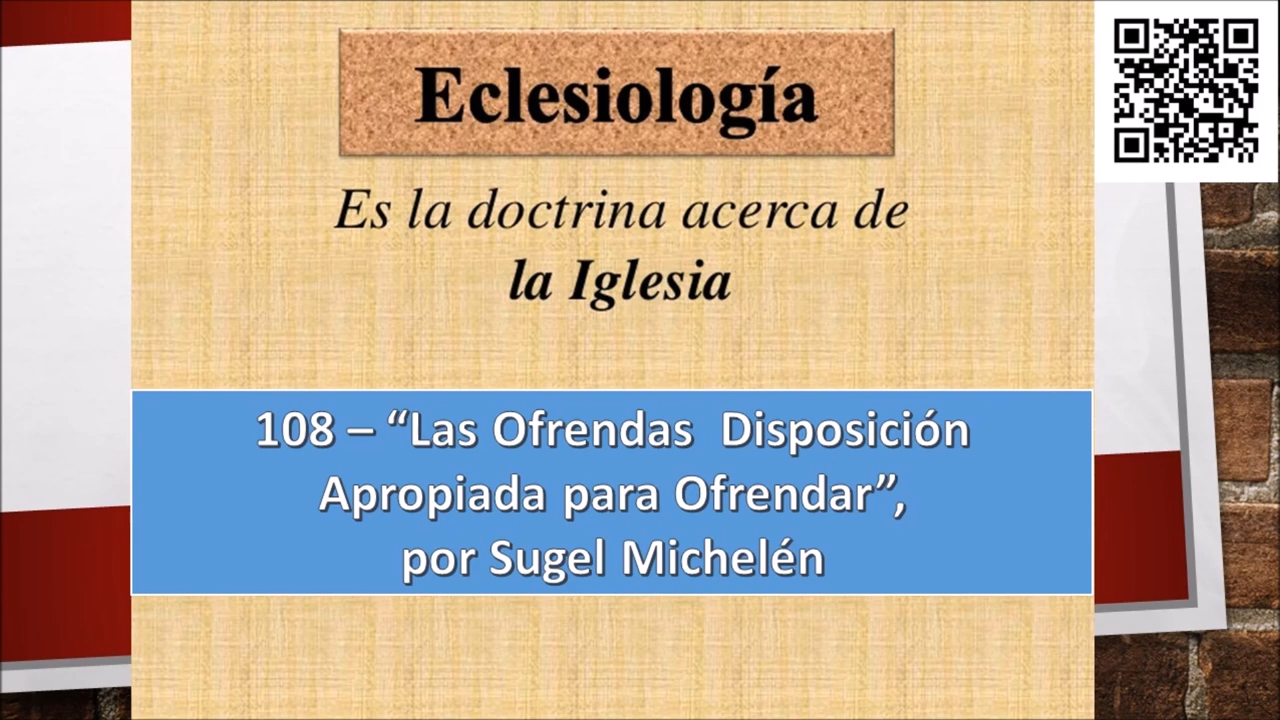 Eclesiología
Es la doctrina acerca de
la Iglesia
108 – “Las Ofrendas  Disposición
Apropiada para Ofrendar”,
por Sugel Michelén